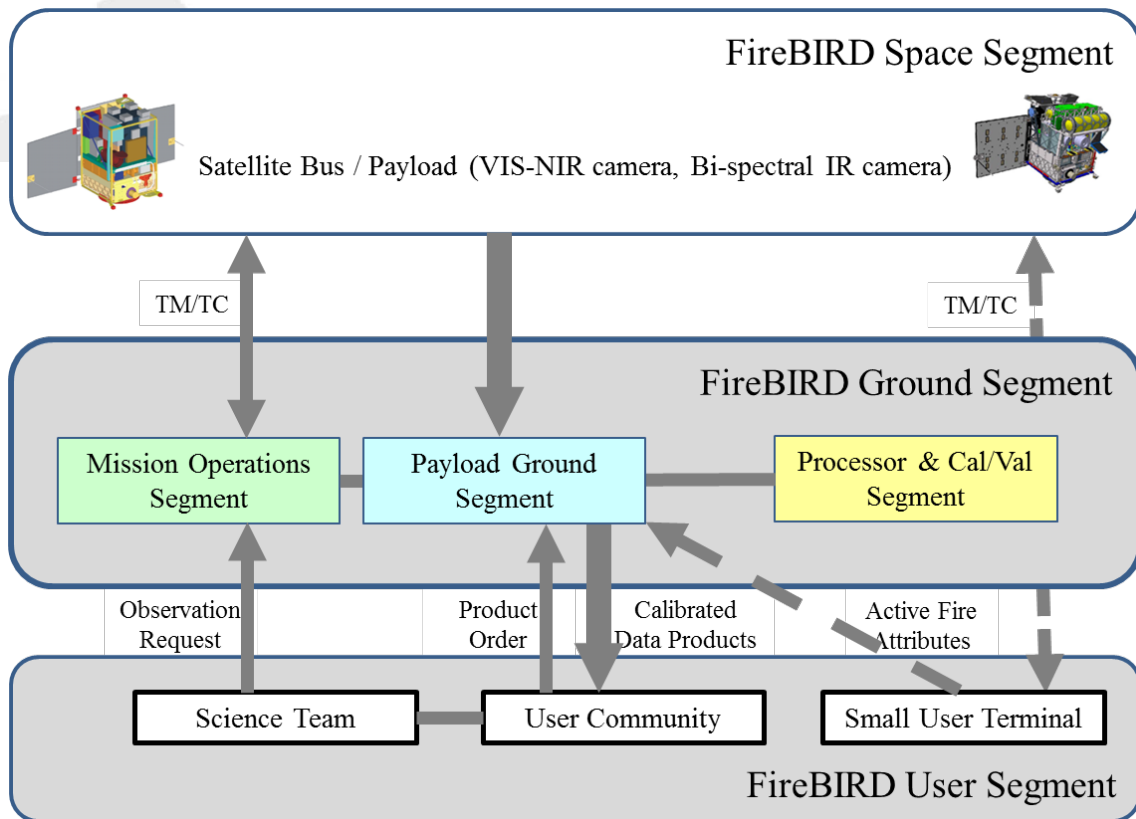 FireBIRD Space Segment
Satellite Bus / Payload (VIS-NIR camera, Bi-spectral IR camera)
TM/TC
TM/TC
FireBIRD Ground Segment
Mission Operations
Segment
Payload Ground
Segment
Processor & Cal/Val
Segment
Observation
Request
Product
Order
Calibrated
Data Products
Active Fire
Attributes
Science Team
User Community
Small User Terminal
FireBIRD User Segment